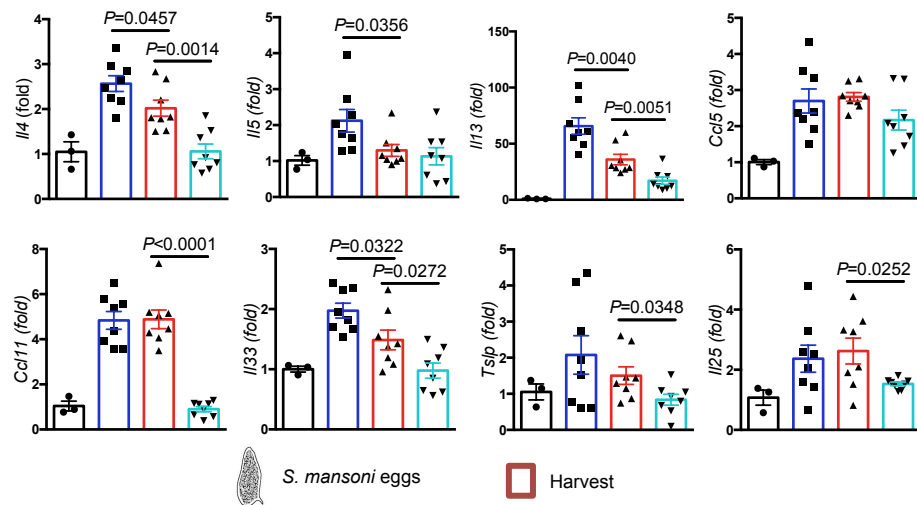 P=0.0457
P=0.0014
Il4 (fold)
4
3
2
1
0
P=0.0356
Il5 (fold)
5
4
3
2
1
0
P=0.0040
P=0.0051
Il13 (fold)
150
100
50
0
Ccl5 (fold)
5
4
3
2
1
0
P<0.0001
Ccl11 (fold)
8
6
4
2
0
P=0.0322
P=0.0272
Il33 (fold)
3
2
1
0
P=0.0348
Tslp (fold)
5
4
3
2
1
0
P=0.0252
Il25 (fold)
6
4
2
0
S. mansoni eggs
Harvest